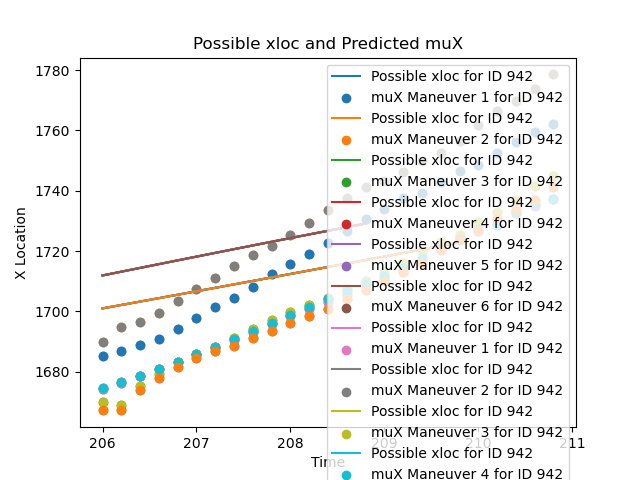 Possible xloc and Predicted muX
1780
1760
1740
1720
1700
1680
X Location
206
207
208
209
210
211
Time
Possible xloc for ID 942
muX Maneuver 1 for ID 942
Possible xloc for ID 942
muX Maneuver 2 for ID 942
Possible xloc for ID 942
muX Maneuver 3 for ID 942
Possible xloc for ID 942
muX Maneuver 4 for ID 942
Possible xloc for ID 942
muX Maneuver 5 for ID 942
Possible xloc for ID 942
muX Maneuver 6 for ID 942
Possible xloc for ID 942
muX Maneuver 1 for ID 942
Possible xloc for ID 942
muX Maneuver 2 for ID 942
Possible xloc for ID 942
muX Maneuver 3 for ID 942
Possible xloc for ID 942
muX Maneuver 4 for ID 942